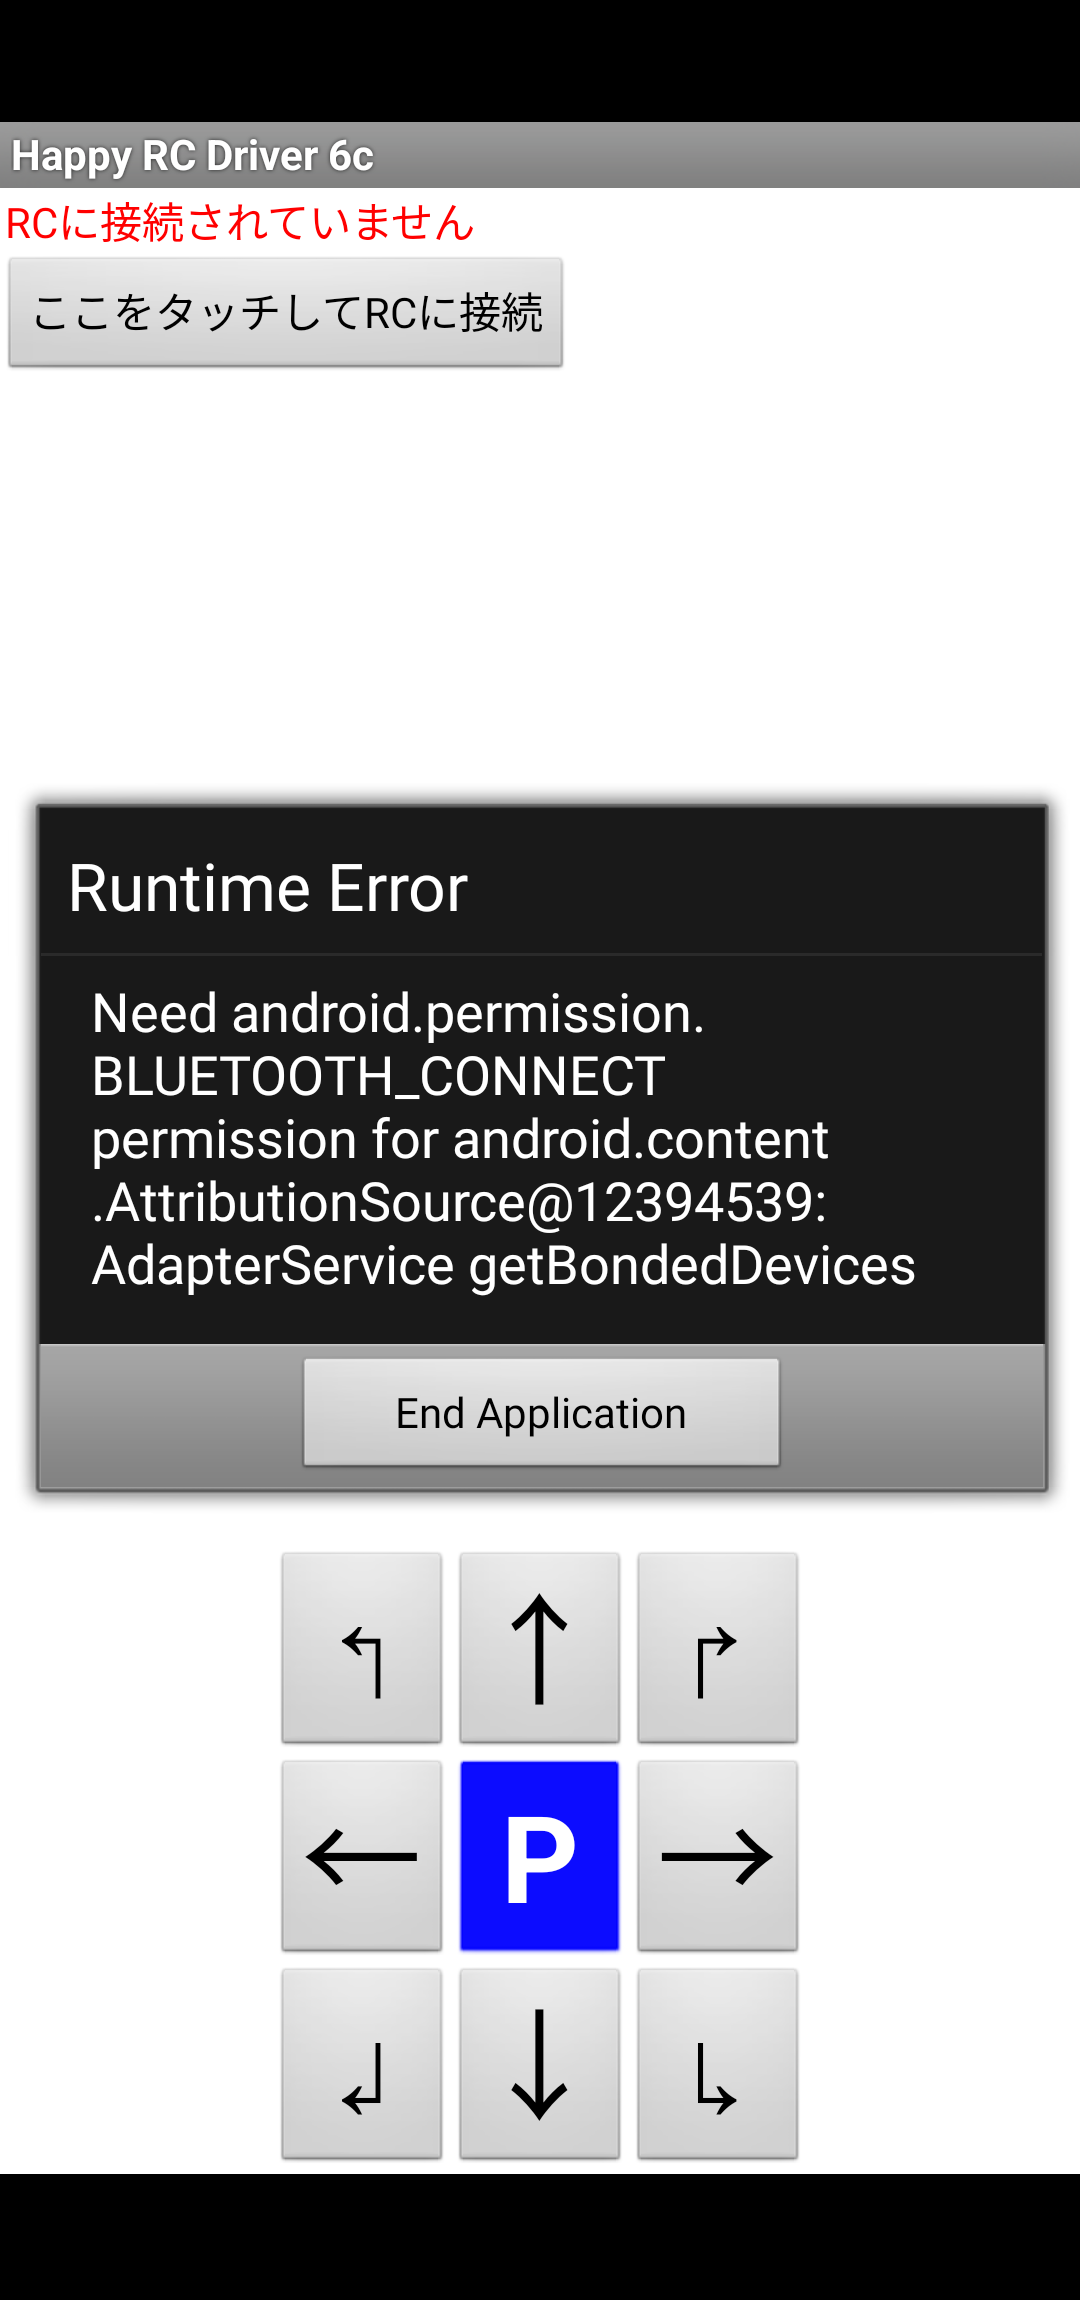 Happy RC Driver 6c
RCに接続されていません
ここをタッチしてRCに接続
Runtime Error
Need android.permission.
BLUETOOTH_CONNECT
permission for android.content
.AttributionSource@12394539:
AdapterService getBondedDevices
End Application
↰ ↑ ↱
← P →
↲ ↓ ↳